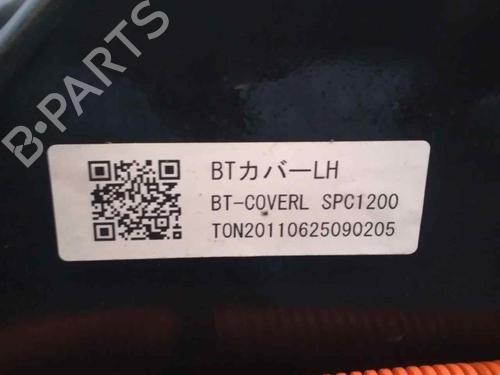 B-PARTS
BTカバーLH
BT-COVERL SPC1200
TON20110625090205